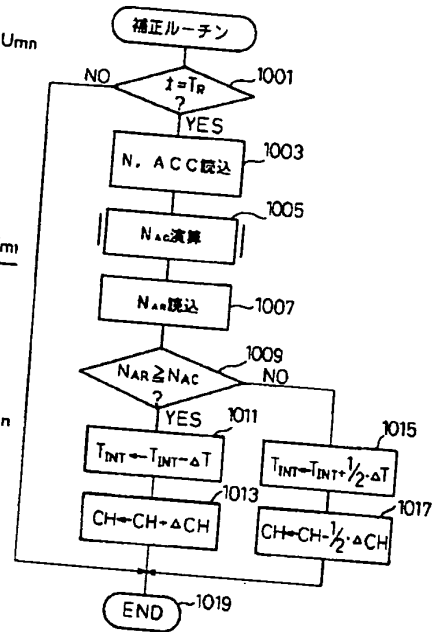 補正ルーチン
Umn
NO
1001
t=TR
?
YES
1003
N, ACC読込
1005
NAC演算
NAR読込
1007
1009
NAR≧NAC
?
NO
YES
1011
1015
TINT←TINT-ΔT
TINT←TINT+1/2・ΔT
1013
1017
CH←CH+ΔCH
CH←CH-1/2・ΔCH
END
1019